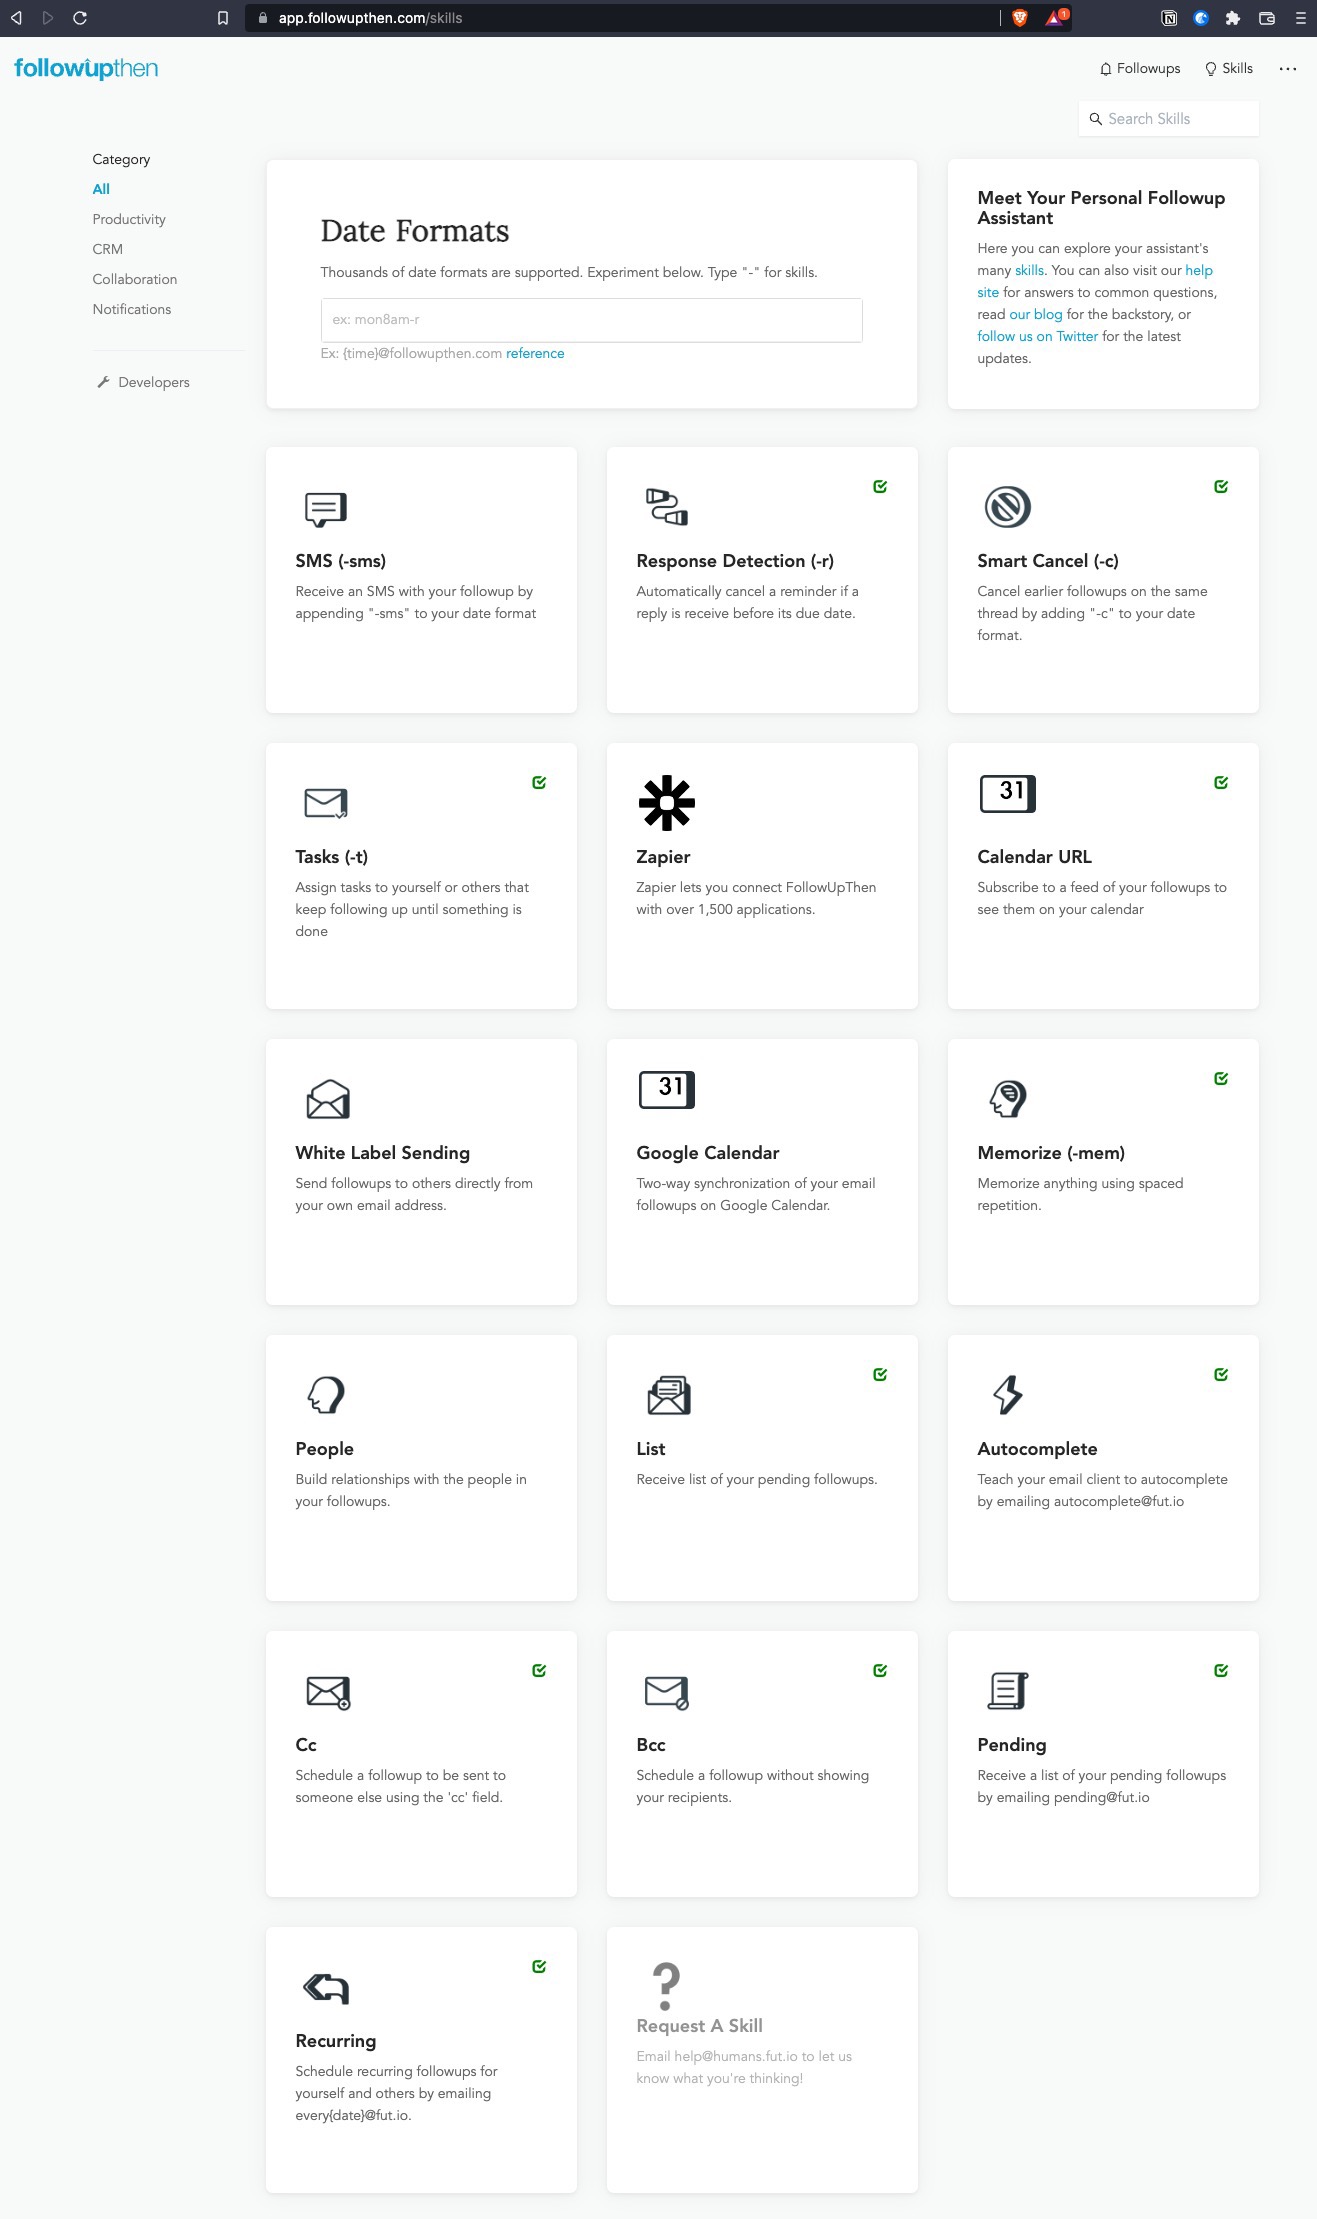 app.followupthen.com/skills
1
followupthen
Followups
Skills
Search Skills
Category
All
Productivity
CRM
Collaboration
Notifications
Developers
Date Formats
Thousands of date formats are supported. Experiment below. Type "-" for skills.
ex: mon8am-r
Ex: {time}@followupthen.com reference
Meet Your Personal Followup
Assistant
Here you can explore your assistant's
many skills. You can also visit our help
site for answers to common questions,
read our blog for the backstory, or
follow us on Twitter for the latest
updates.
SMS (-sms)
Receive an SMS with your followup by
appending "-sms" to your date format
Response Detection (-r)
Automatically cancel a reminder if a
reply is receive before its due date.
Smart Cancel (-c)
Cancel earlier followups on the same
thread by adding "-c" to your date
format.
Tasks (-t)
Assign tasks to yourself or others that
keep following up until something is
done
Zapier
Zapier lets you connect FollowUpThen
with over 1,500 applications.
31
Calendar URL
Subscribe to a feed of your followups to
see them on your calendar
White Label Sending
Send followups to others directly from
your own email address.
31
Google Calendar
Two-way synchronization of your email
followups on Google Calendar.
Memorize (-mem)
Memorize anything using spaced
repetition.
People
Build relationships with the people in
your followups.
List
Receive list of your pending followups.
Autocomplete
Teach your email client to autocomplete
by emailing autocomplete@fut.io
Cc
Schedule a followup to be sent to
someone else using the 'cc' field.
Bcc
Schedule a followup without showing
your recipients.
Pending
Receive a list of your pending followups
by emailing pending@fut.io
Recurring
Schedule recurring followups for
yourself and others by emailing
every{date}@fut.io.
?
Request A Skill
Email help@humans.fut.io to let us
know what you're thinking!